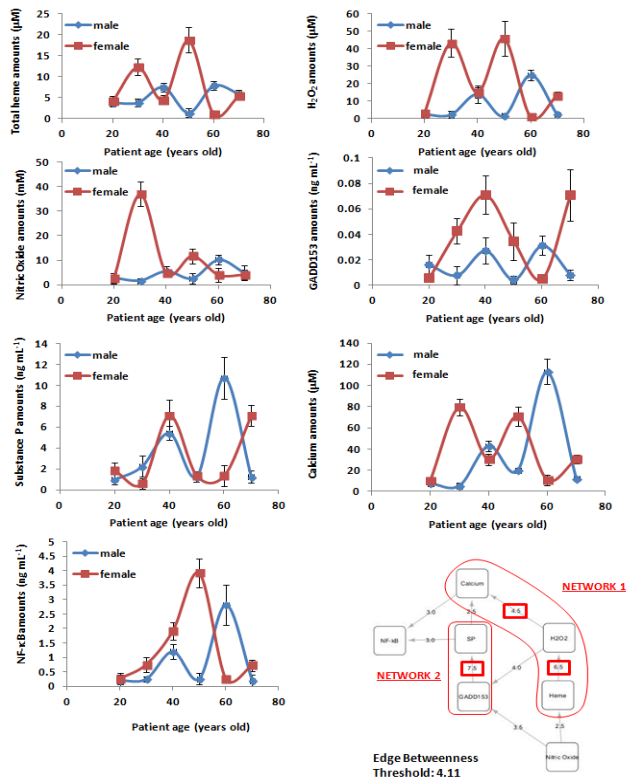 Total heme amounts (µM)
25
20
15
10
5
0
male
female
0
20
40
60
80
Patient age (years old)
H₂O₂ amounts (µM)
60
50
40
30
20
10
0
male
female
0
20
40
60
80
Patient age (years old)
Nitric Oxide amounts (mM)
50
40
30
20
10
0
male
female
0
20
40
60
80
Patient age (years old)
GADD153 amounts (ng mL⁻¹)
0.1
0.08
0.06
0.04
0.02
0
male
female
0
20
40
60
80
Patient age (years old)
Substance P amounts (ng mL⁻¹)
14
12
10
8
6
4
2
0
male
female
0
20
40
60
80
Patient age (years old)
Calcium amounts (µM)
140
120
100
80
60
40
20
0
male
female
0
20
40
60
80
Patient age (years old)
NF-κB amounts (ng mL⁻¹)
5
4.5
4
3.5
3
2.5
2
1.5
1
0.5
0
male
female
0
20
40
60
80
Patient age (years old)
NETWORK 1
Calcium
4.5
3.0
2.5
NF-kB
3.0
SP
H2O2
NETWORK 2
7.5
4.0
6.5
GADD153
Heme
3.5
2.5
Nitric Oxide
Edge Betweenness
Threshold: 4.11